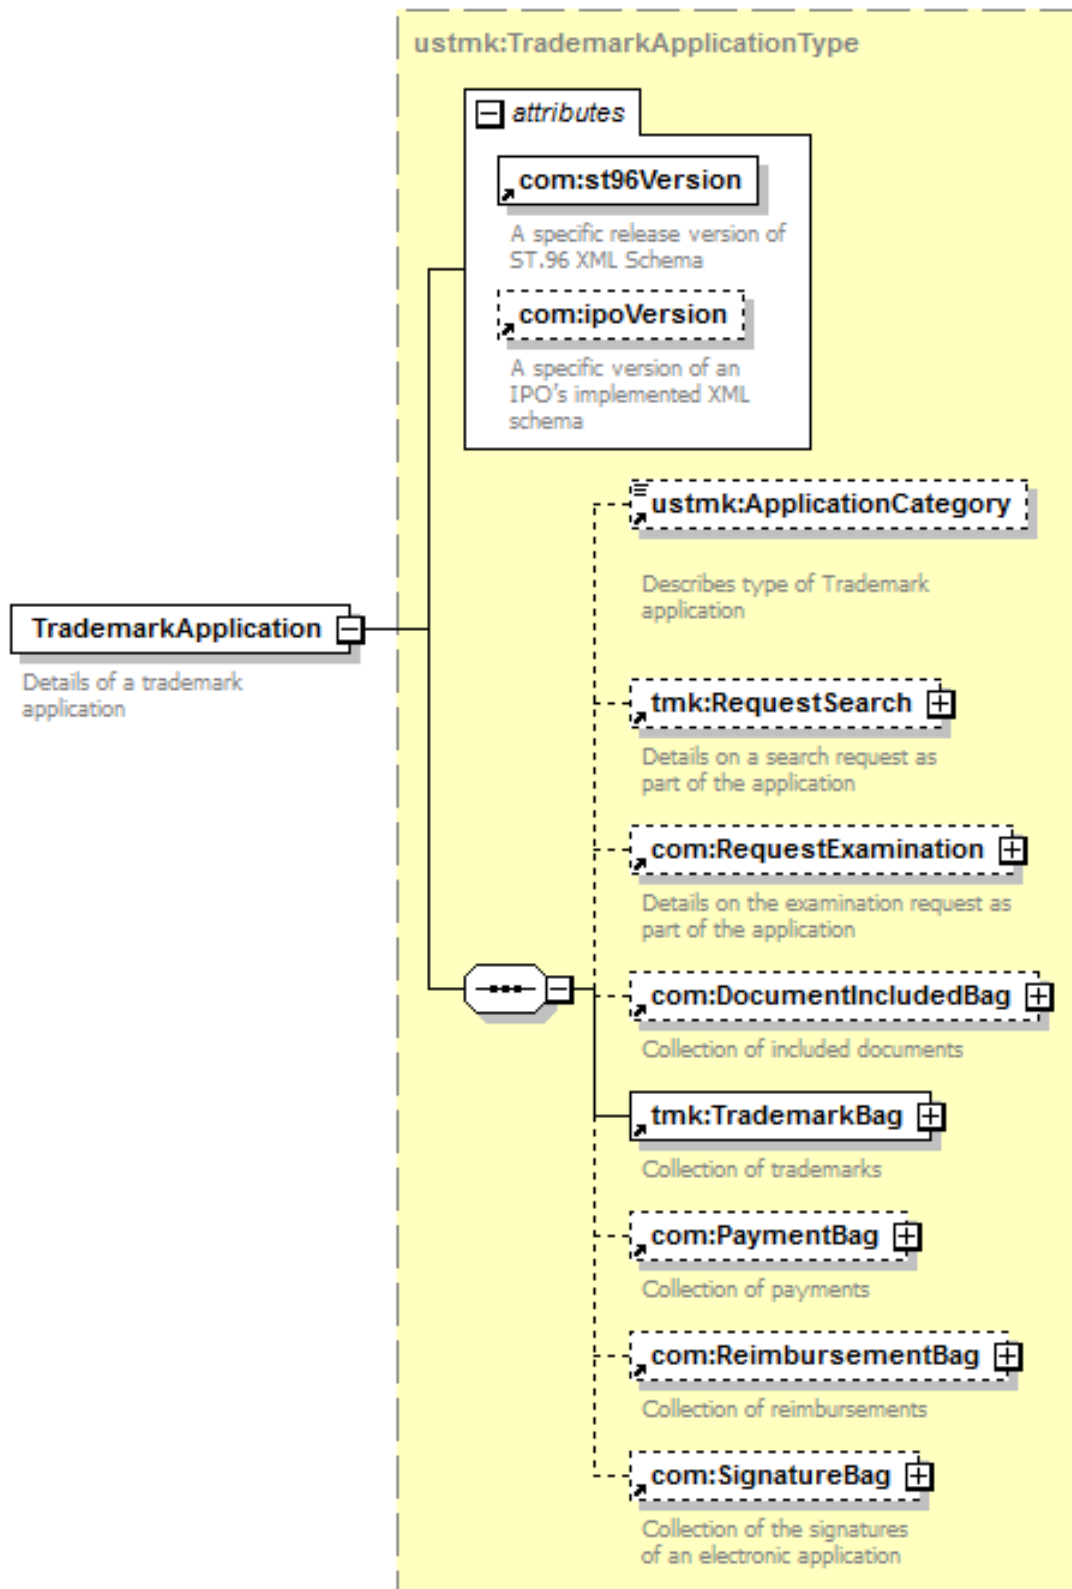 ustmk:TrademarkApplicationType
attributes
com:st96Version
A specific release version of
ST.96 XML Schema
com:ipoVersion
A specific version of an
IPO's implemented XML
schema
ustmk:ApplicationCategory
Describes type of Trademark
application
TrademarkApplication
Details of a trademark
application
tmk:RequestSearch
Details on a search request as
part of the application
com:RequestExamination
Details on the examination request as
part of the application
com:DocumentIncludedBag
Collection of included documents
tmk:TrademarkBag
Collection of trademarks
com:PaymentBag
Collection of payments
com:ReimbursementBag
Collection of reimbursements
com:SignatureBag
Collection of the signatures
of an electronic application